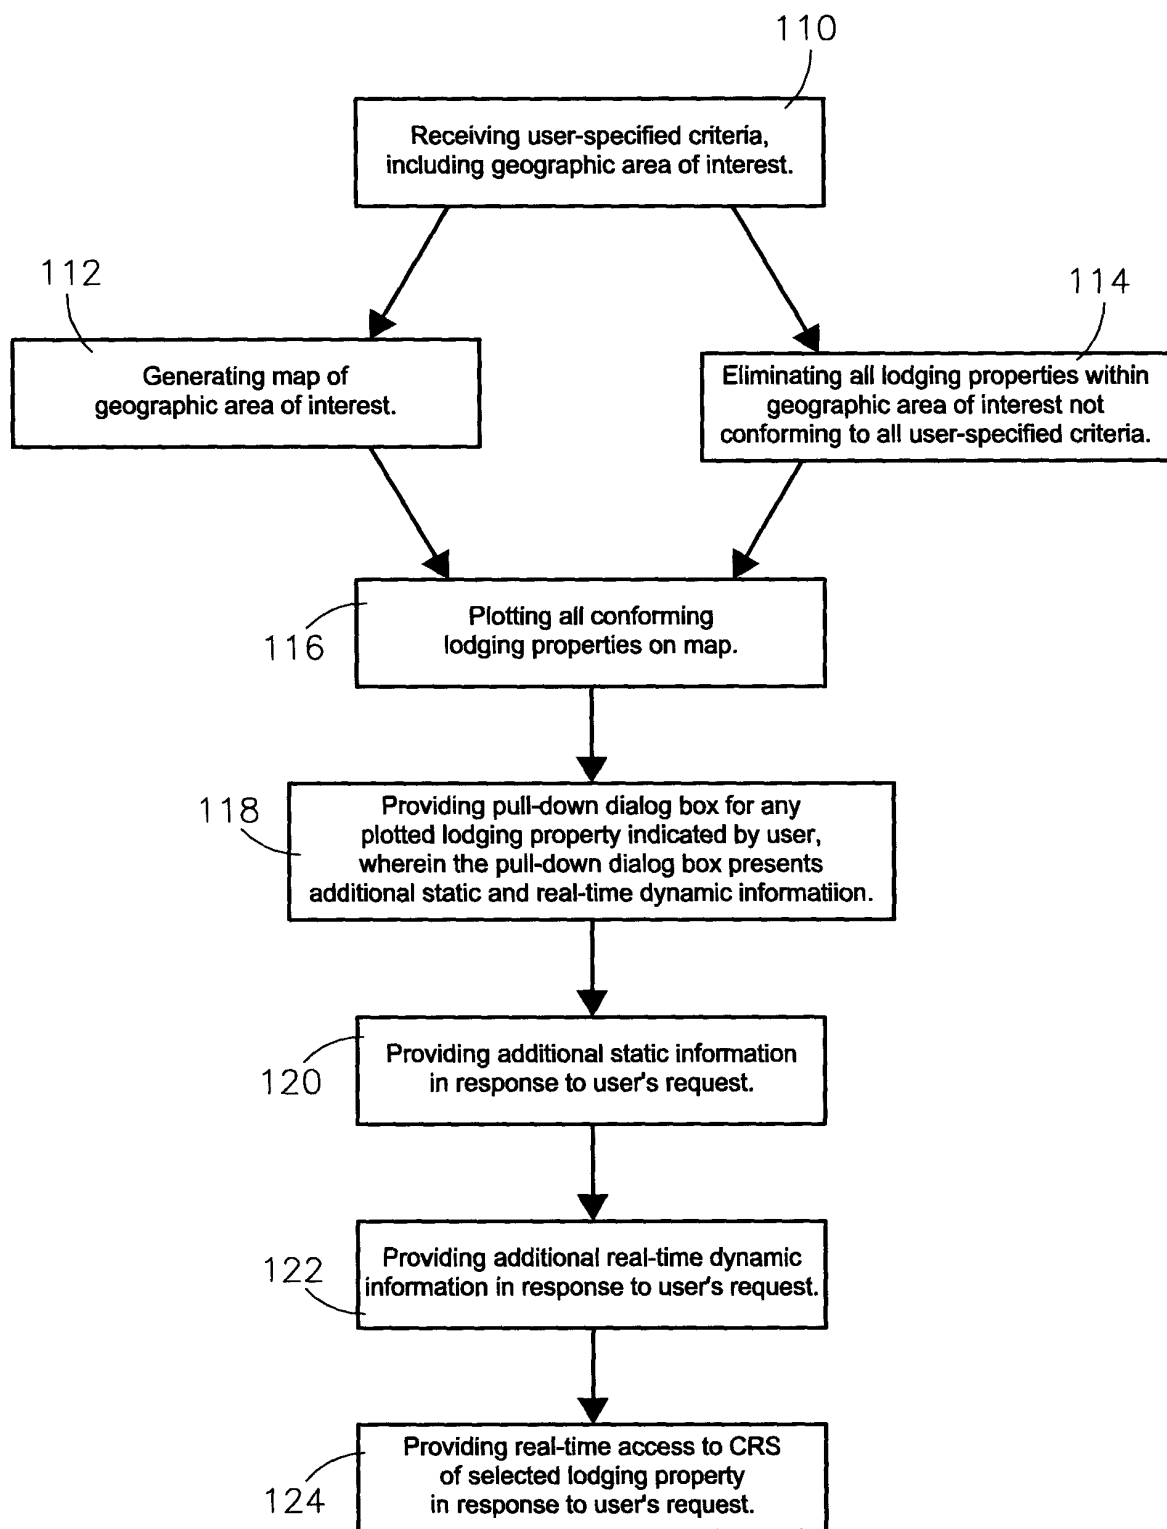 110
Receiving user-specified criteria,
including geographic area of interest.
112
Generating map of
geographic area of interest.
114
Eliminating all lodging properties within
geographic area of interest not
conforming to all user-specified criteria.
116
Plotting all conforming
lodging properties on map.
118
Providing pull-down dialog box for any
plotted lodging property indicated by user,
wherein the pull-down dialog box presents
additional static and real-time dynamic informatiion.
120
Providing additional static information
in response to user's request.
122
Providing additional real-time dynamic
information in response to user's request.
124
Providing real-time access to CRS
of selected lodging property
in response to user's request.